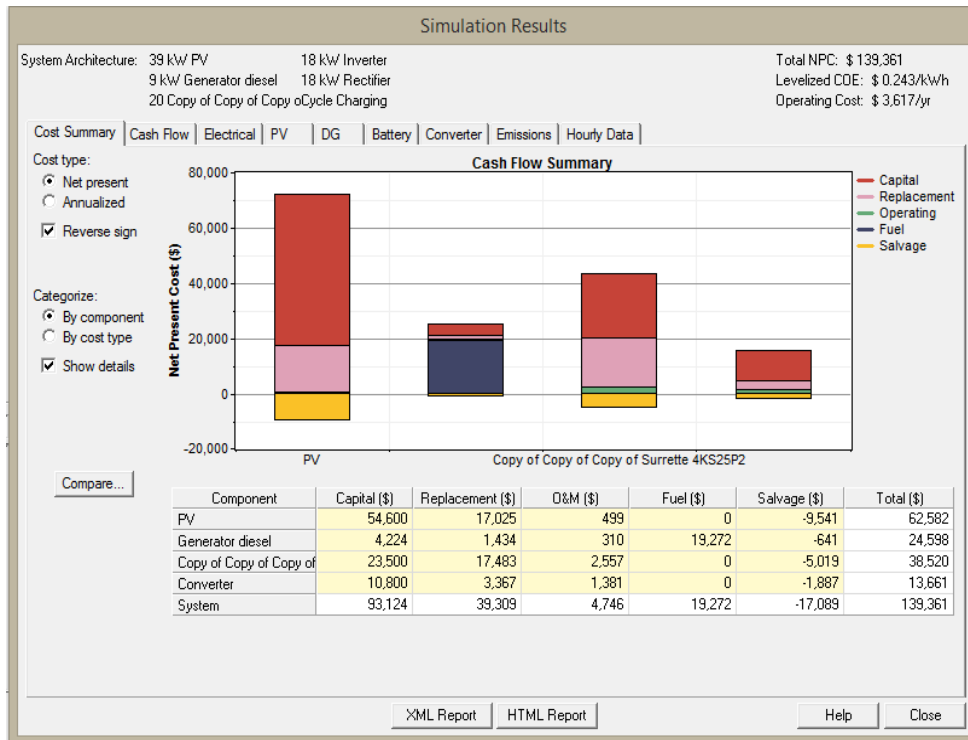 Simulation Results
System Architecture: 39 kW PV 18 kW Inverter Total NPC: $ 139,361
9 kW Generator diesel 18 kW Rectifier Levelized COE: $ 0.243/kWh
20 Copy of Copy of Copy oCycle Charging Operating Cost: $ 3,617/yr
Cost Summary Cash Flow Electrical PV DG Battery Converter Emissions Hourly Data
Cost type:
Net present
Annualized
Reverse sign
Categorize:
By component
By cost type
Show details
Compare...
Cash Flow Summary
Net Present Cost ($)
80,000
60,000
40,000
20,000
0
-20,000
PV Copy of Copy of Copy of Surrette 4KS25P2
Capital
Replacement
Operating
Fuel
Salvage
Component Capital ($) Replacement ($) O&M ($) Fuel ($) Salvage ($) Total ($)
PV 54,600 17,025 499 0 -9,541 62,582
Generator diesel 4,224 1,434 310 19,272 -641 24,598
Copy of Copy of Copy of 23,500 17,483 2,557 0 -5,019 38,520
Converter 10,800 3,367 1,381 0 -1,887 13,661
System 93,124 39,309 4,746 19,272 -17,089 139,361
XML Report HTML Report Help Close